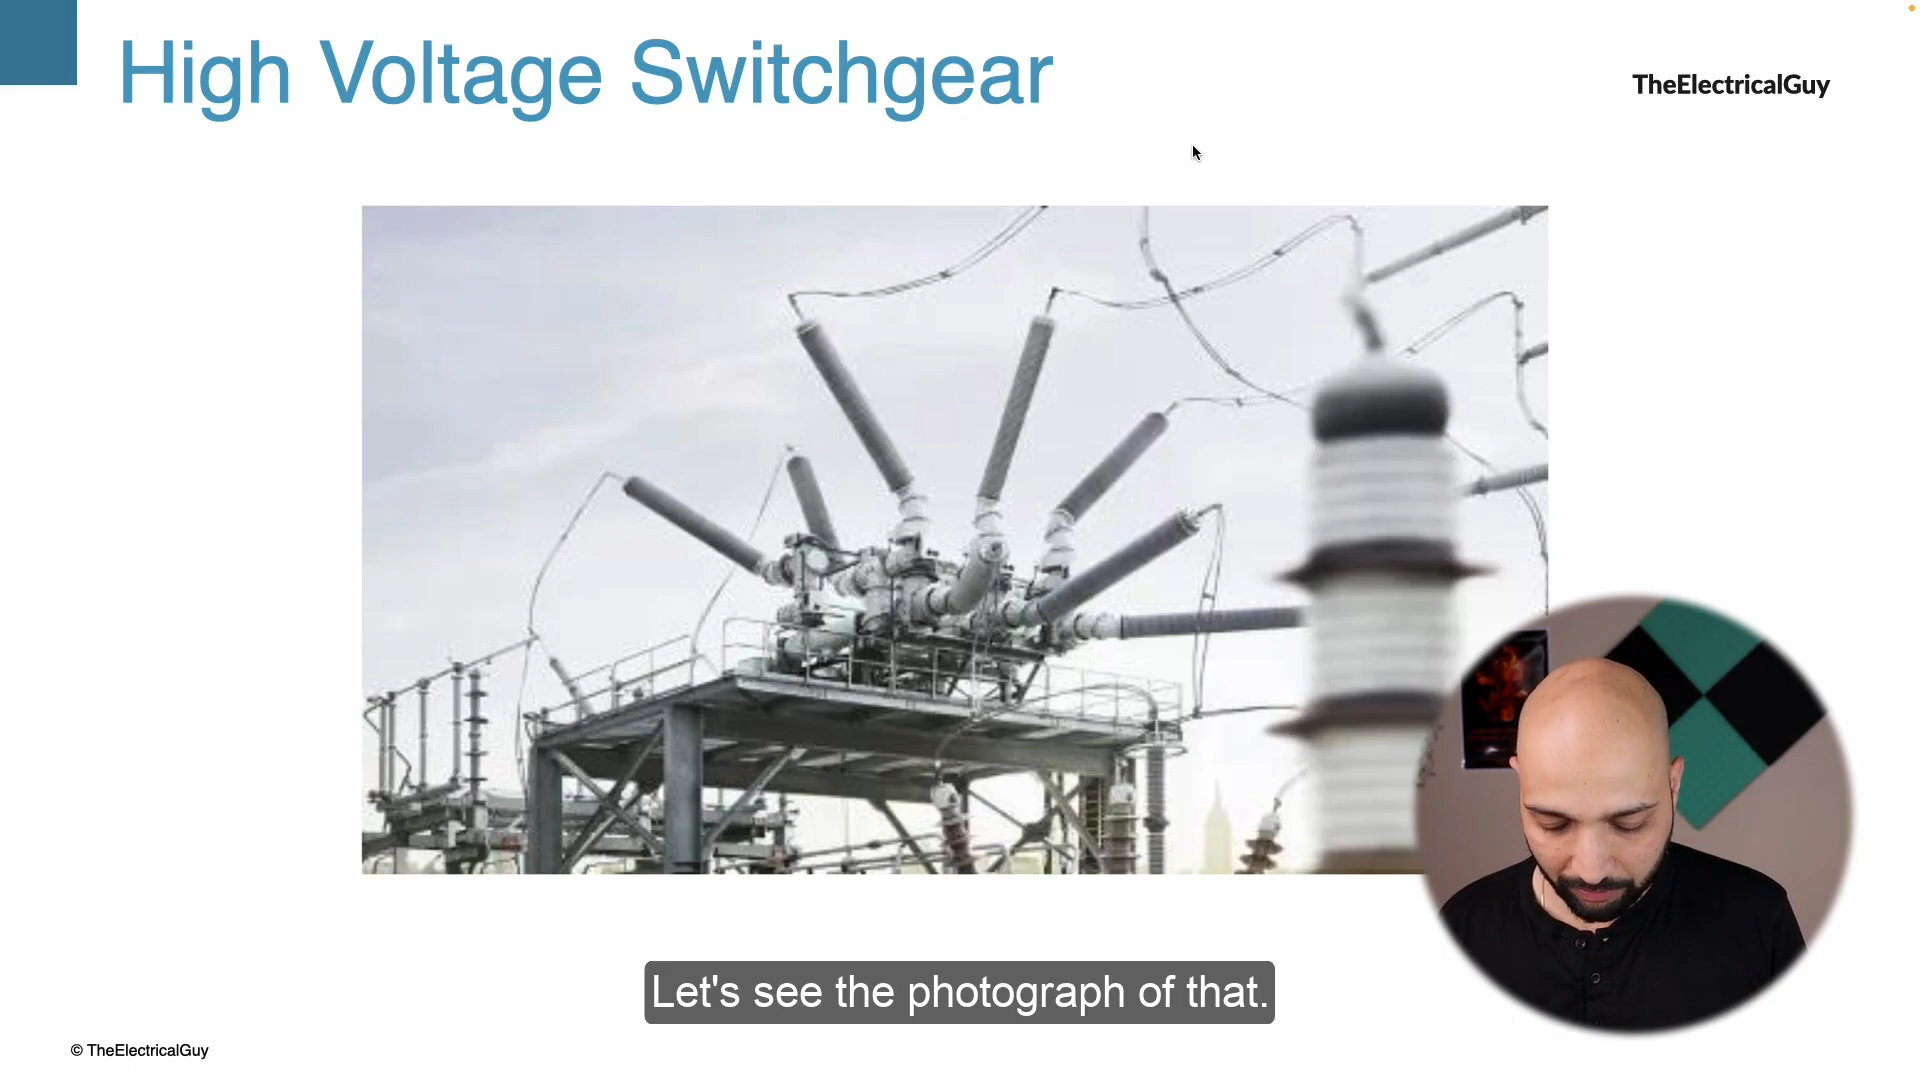 High Voltage Switchgear
TheElectricalGuy
Let's see the photograph of that.
© TheElectricalGuy